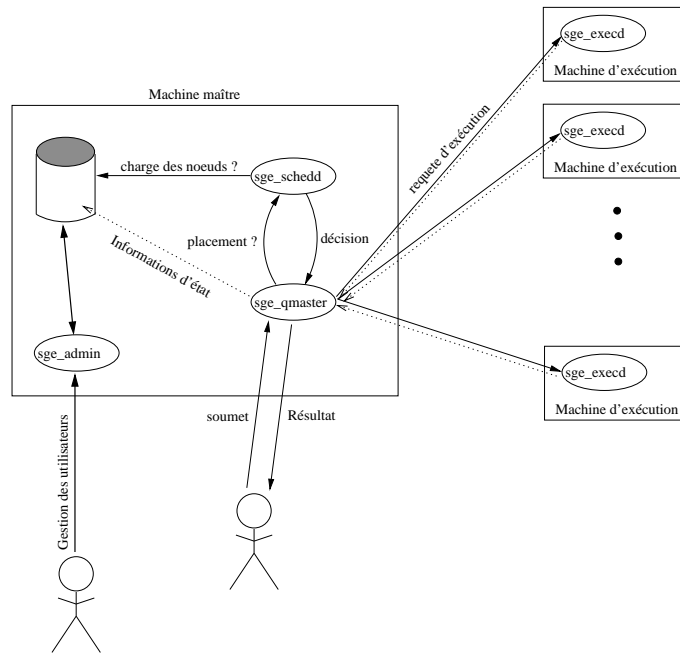 sge_execd
Machine d'exécution
Machine maître
requete d'exécution
sge_execd
Machine d'exécution
charge des noeuds ?
sge_schedd
placement ?
décision
Informations d'état
sge_qmaster
sge_admin
sge_execd
Machine d'exécution
soumet
Résultat
Gestion des utilisateurs